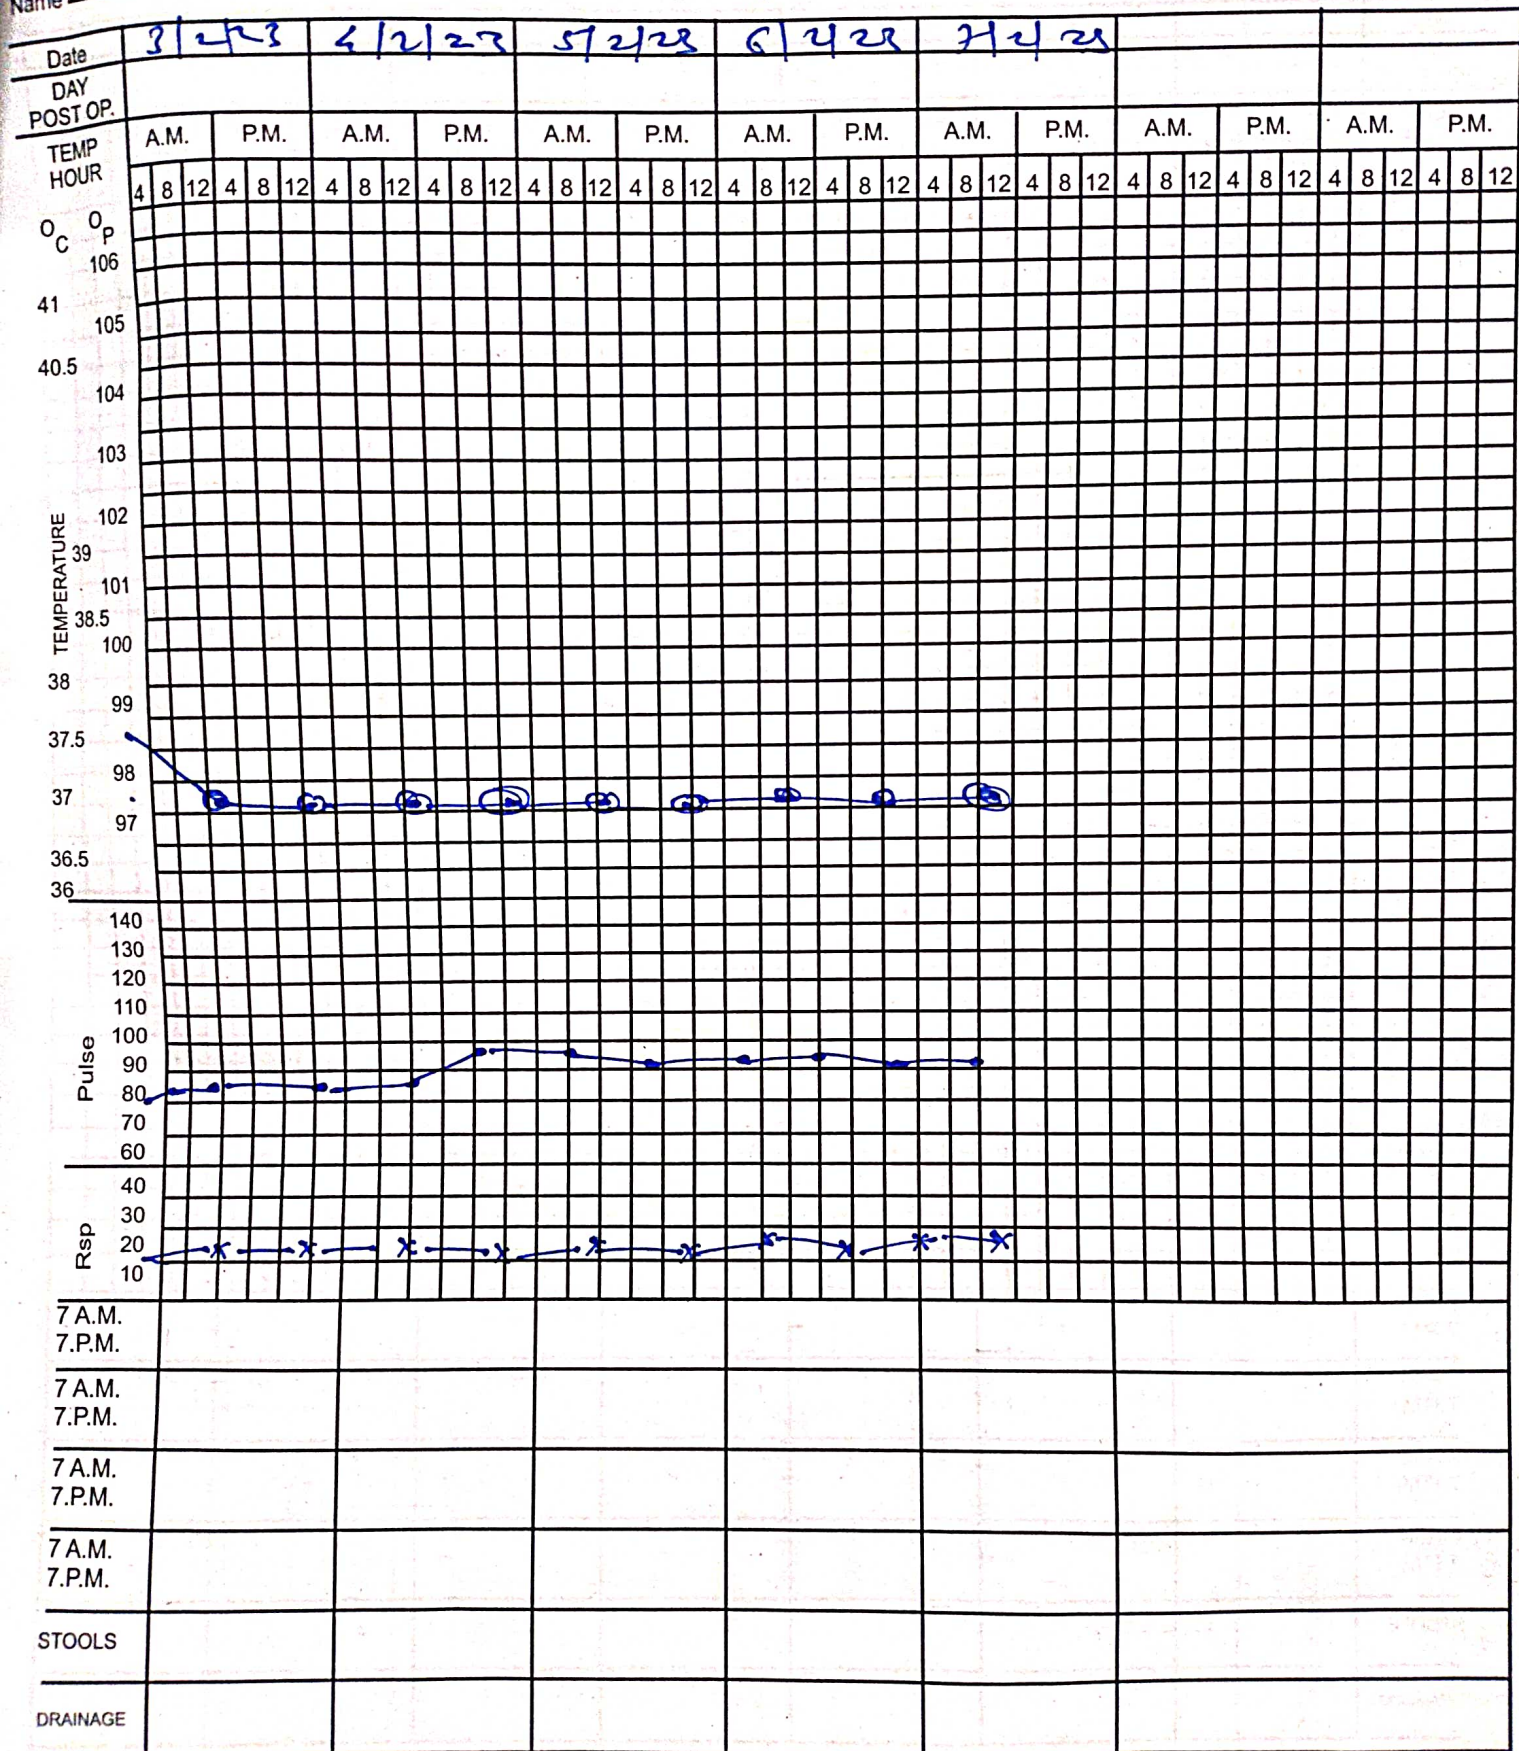 Name
Date 3/2/23 4/2/23 5/2/23 6/2/23 7/2/23
DAY
POST OP.
TEMP A.M. P.M. A.M. P.M. A.M. P.M. A.M. P.M. A.M. P.M. A.M. P.M. A.M. P.M.
HOUR 4 8 12 4 8 12 4 8 12 4 8 12 4 8 12 4 8 12 4 8 12 4 8 12 4 8 12 4 8 12 4 8 12 4 8 12 4 8 12 4 8 12
O C O P
106
41
105
40.5
104
103
102
TEMPERATURE
39
101
38.5
100
38
99
37.5
98
37
97
36.5
36
140
130
120
110
100
Pulse
90
80
70
60
40
30
Rsp
20
10
7 A.M.
7.P.M.
7 A.M.
7.P.M.
7 A.M.
7.P.M.
7 A.M.
7.P.M.
STOOLS
DRAINAGE